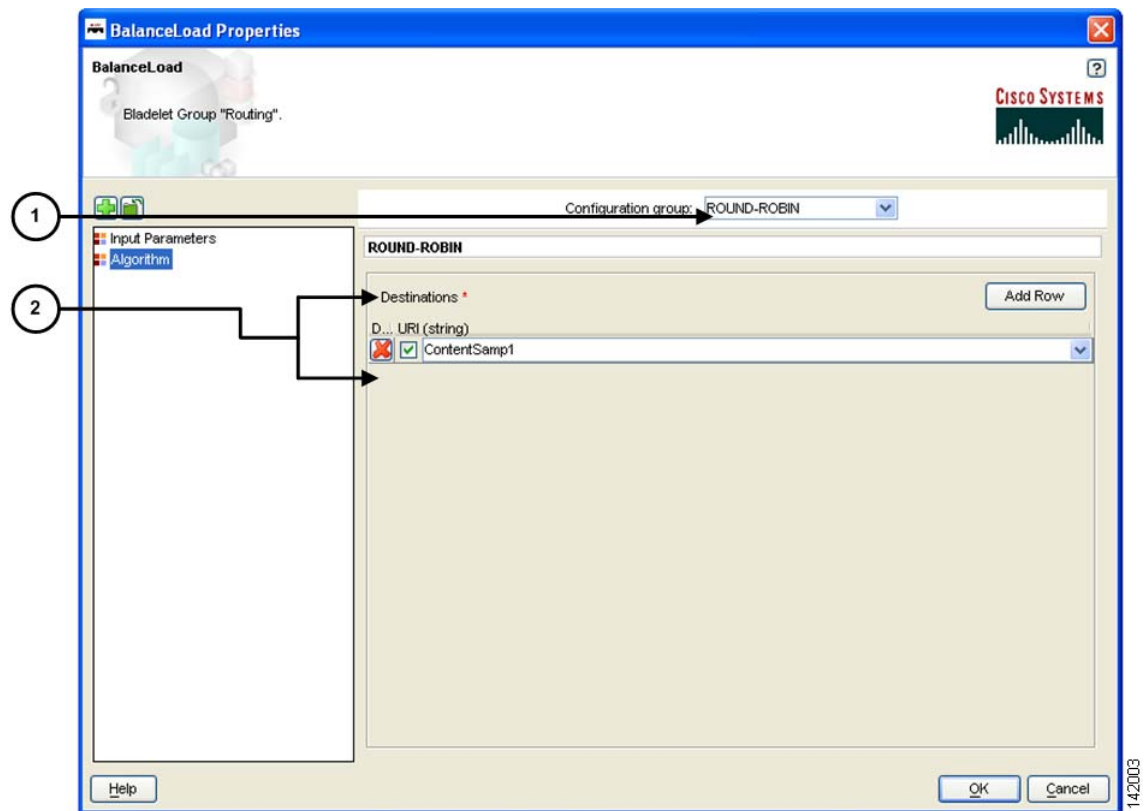 BalanceLoad Properties
BalanceLoad
?
Bladelet Group "Routing".
CISCO SYSTEMS
1
Configuration group: ROUND-ROBIN
Input Parameters
Algorithm
ROUND-ROBIN
2
Destinations *
Add Row
D... URI (string)
ContentSamp1
Help
OK
Cancel
142003